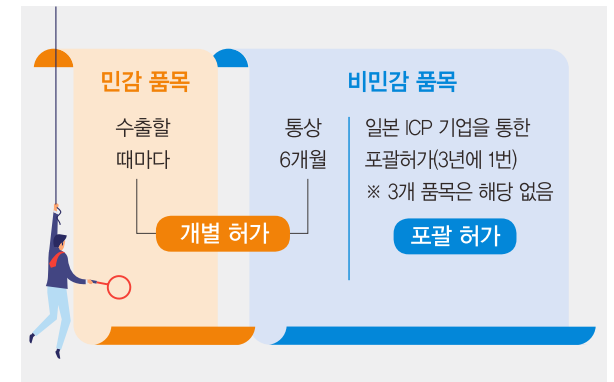 민감 품목
수출할
때마다
개별 허가
비민감 품목
통상
6개월
일본 ICP 기업을 통한
포괄허가(3년에 1번)
※ 3개 품목은 해당 없음
포괄 허가